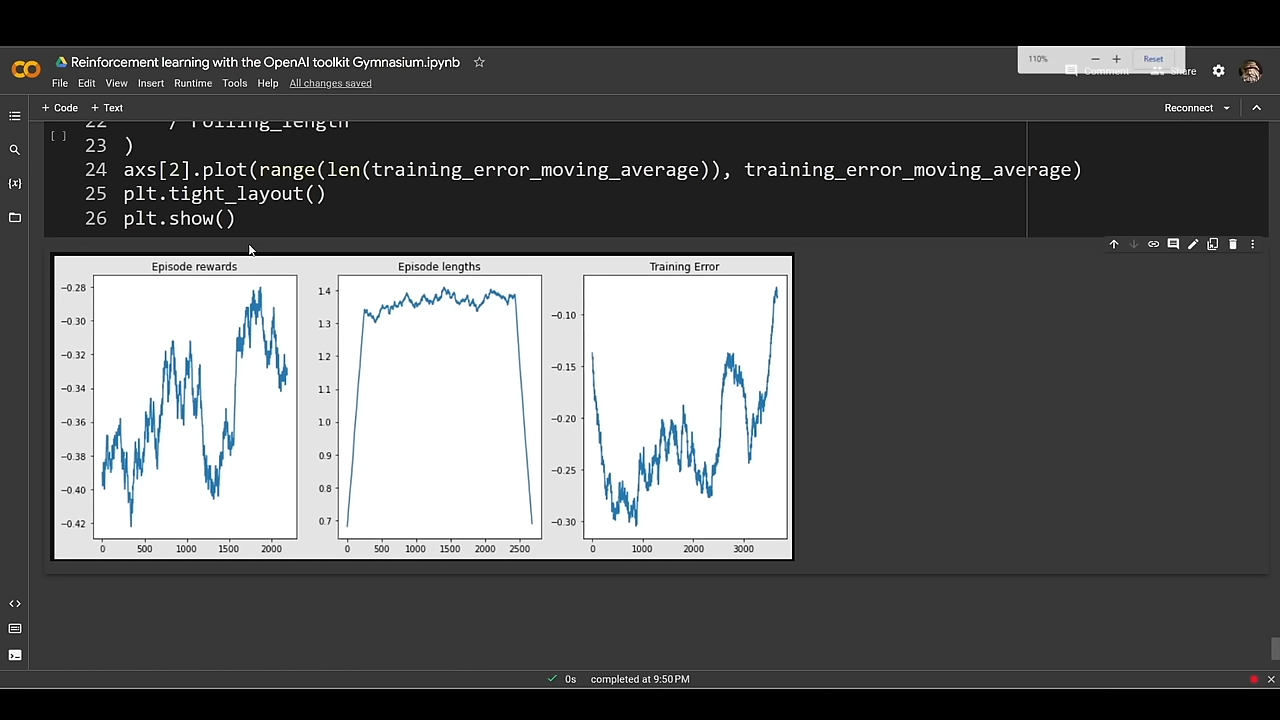 Reinforcement learning with the OpenAI toolkit Gymnasium.ipynb
110% Reset
Comment Share
File Edit View Insert Runtime Tools Help All changes saved
+ Code + Text
Reconnect
22 / rolling_length
[ ]
23 )
24 axs[2].plot(range(len(training_error_moving_average)), training_error_moving_average)
25 plt.tight_layout()
26 plt.show()
Episode rewards
−0.28
−0.30
−0.32
−0.34
−0.36
−0.38
−0.40
−0.42
0 500 1000 1500 2000
Episode lengths
1.4
1.3
1.2
1.1
1.0
0.9
0.8
0.7
0 500 1000 1500 2000 2500
Training Error
−0.10
−0.15
−0.20
−0.25
−0.30
0 1000 2000 3000
0s completed at 9:50 PM